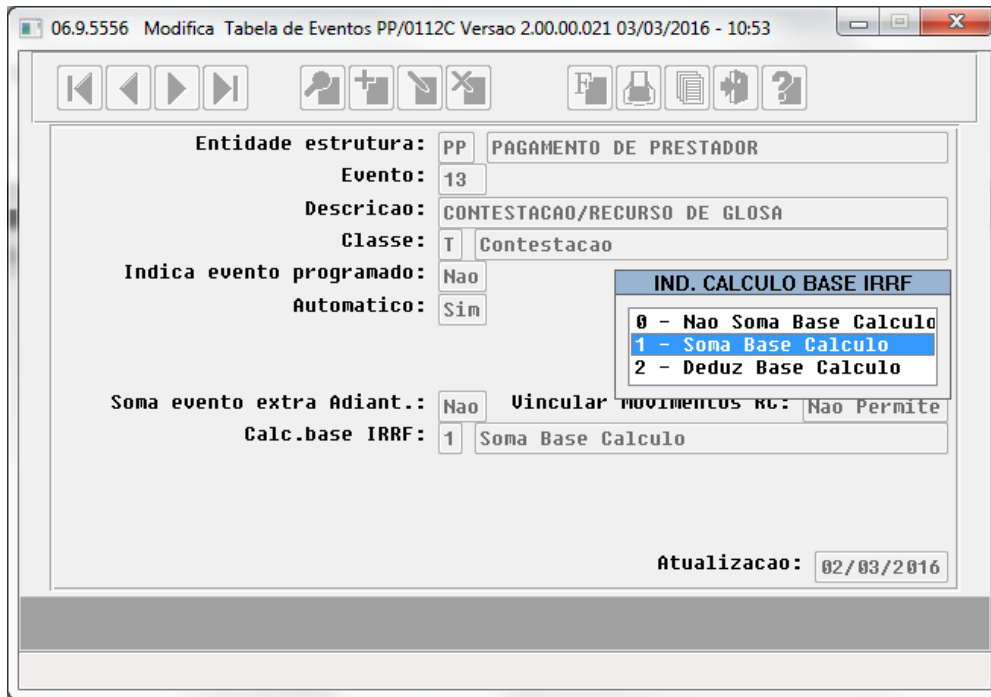 06.9.5556 Modifica Tabela de Eventos PP/0112C Versao 2.00.00.021 03/03/2016 - 10:53
F
?
Entidade estrutura: PP PAGAMENTO DE PRESTADOR
Evento: 13
Descricao: CONTESTACAO/RECURSO DE GLOSA
Classe: T Contestacao
Indica evento programado: Nao
Automatico: Sim
IND. CALCULO BASE IRRF
0 - Nao Soma Base Calculo
1 - Soma Base Calculo
2 - Deduz Base Calculo
Soma evento extra Adiant.: Nao Vincular Movimentos RC: Nao Permite
Calc.base IRRF: 1 Soma Base Calculo
Atualizacao: 02/03/2016